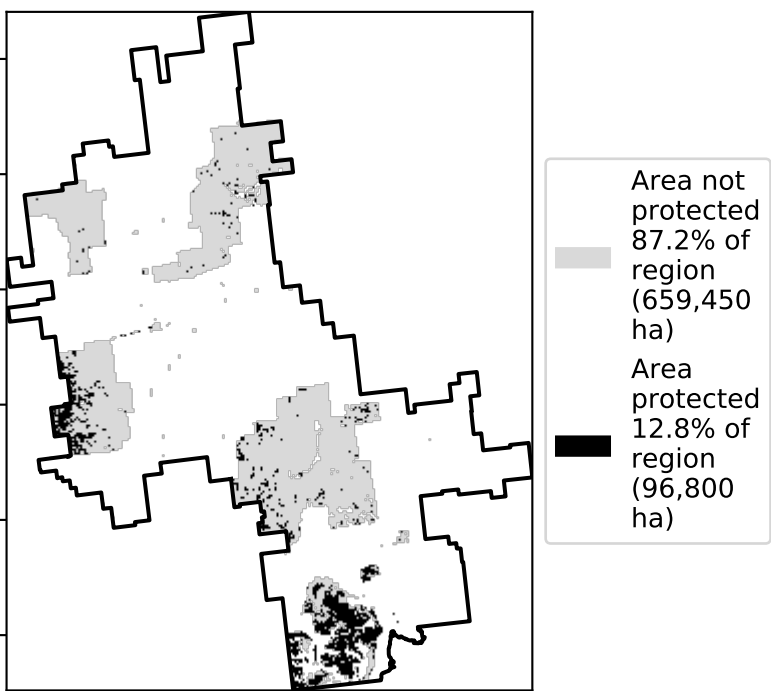 Area not
protected
87.2% of
region
(659,450
ha)
Area
protected
12.8% of
region
(96,800
ha)